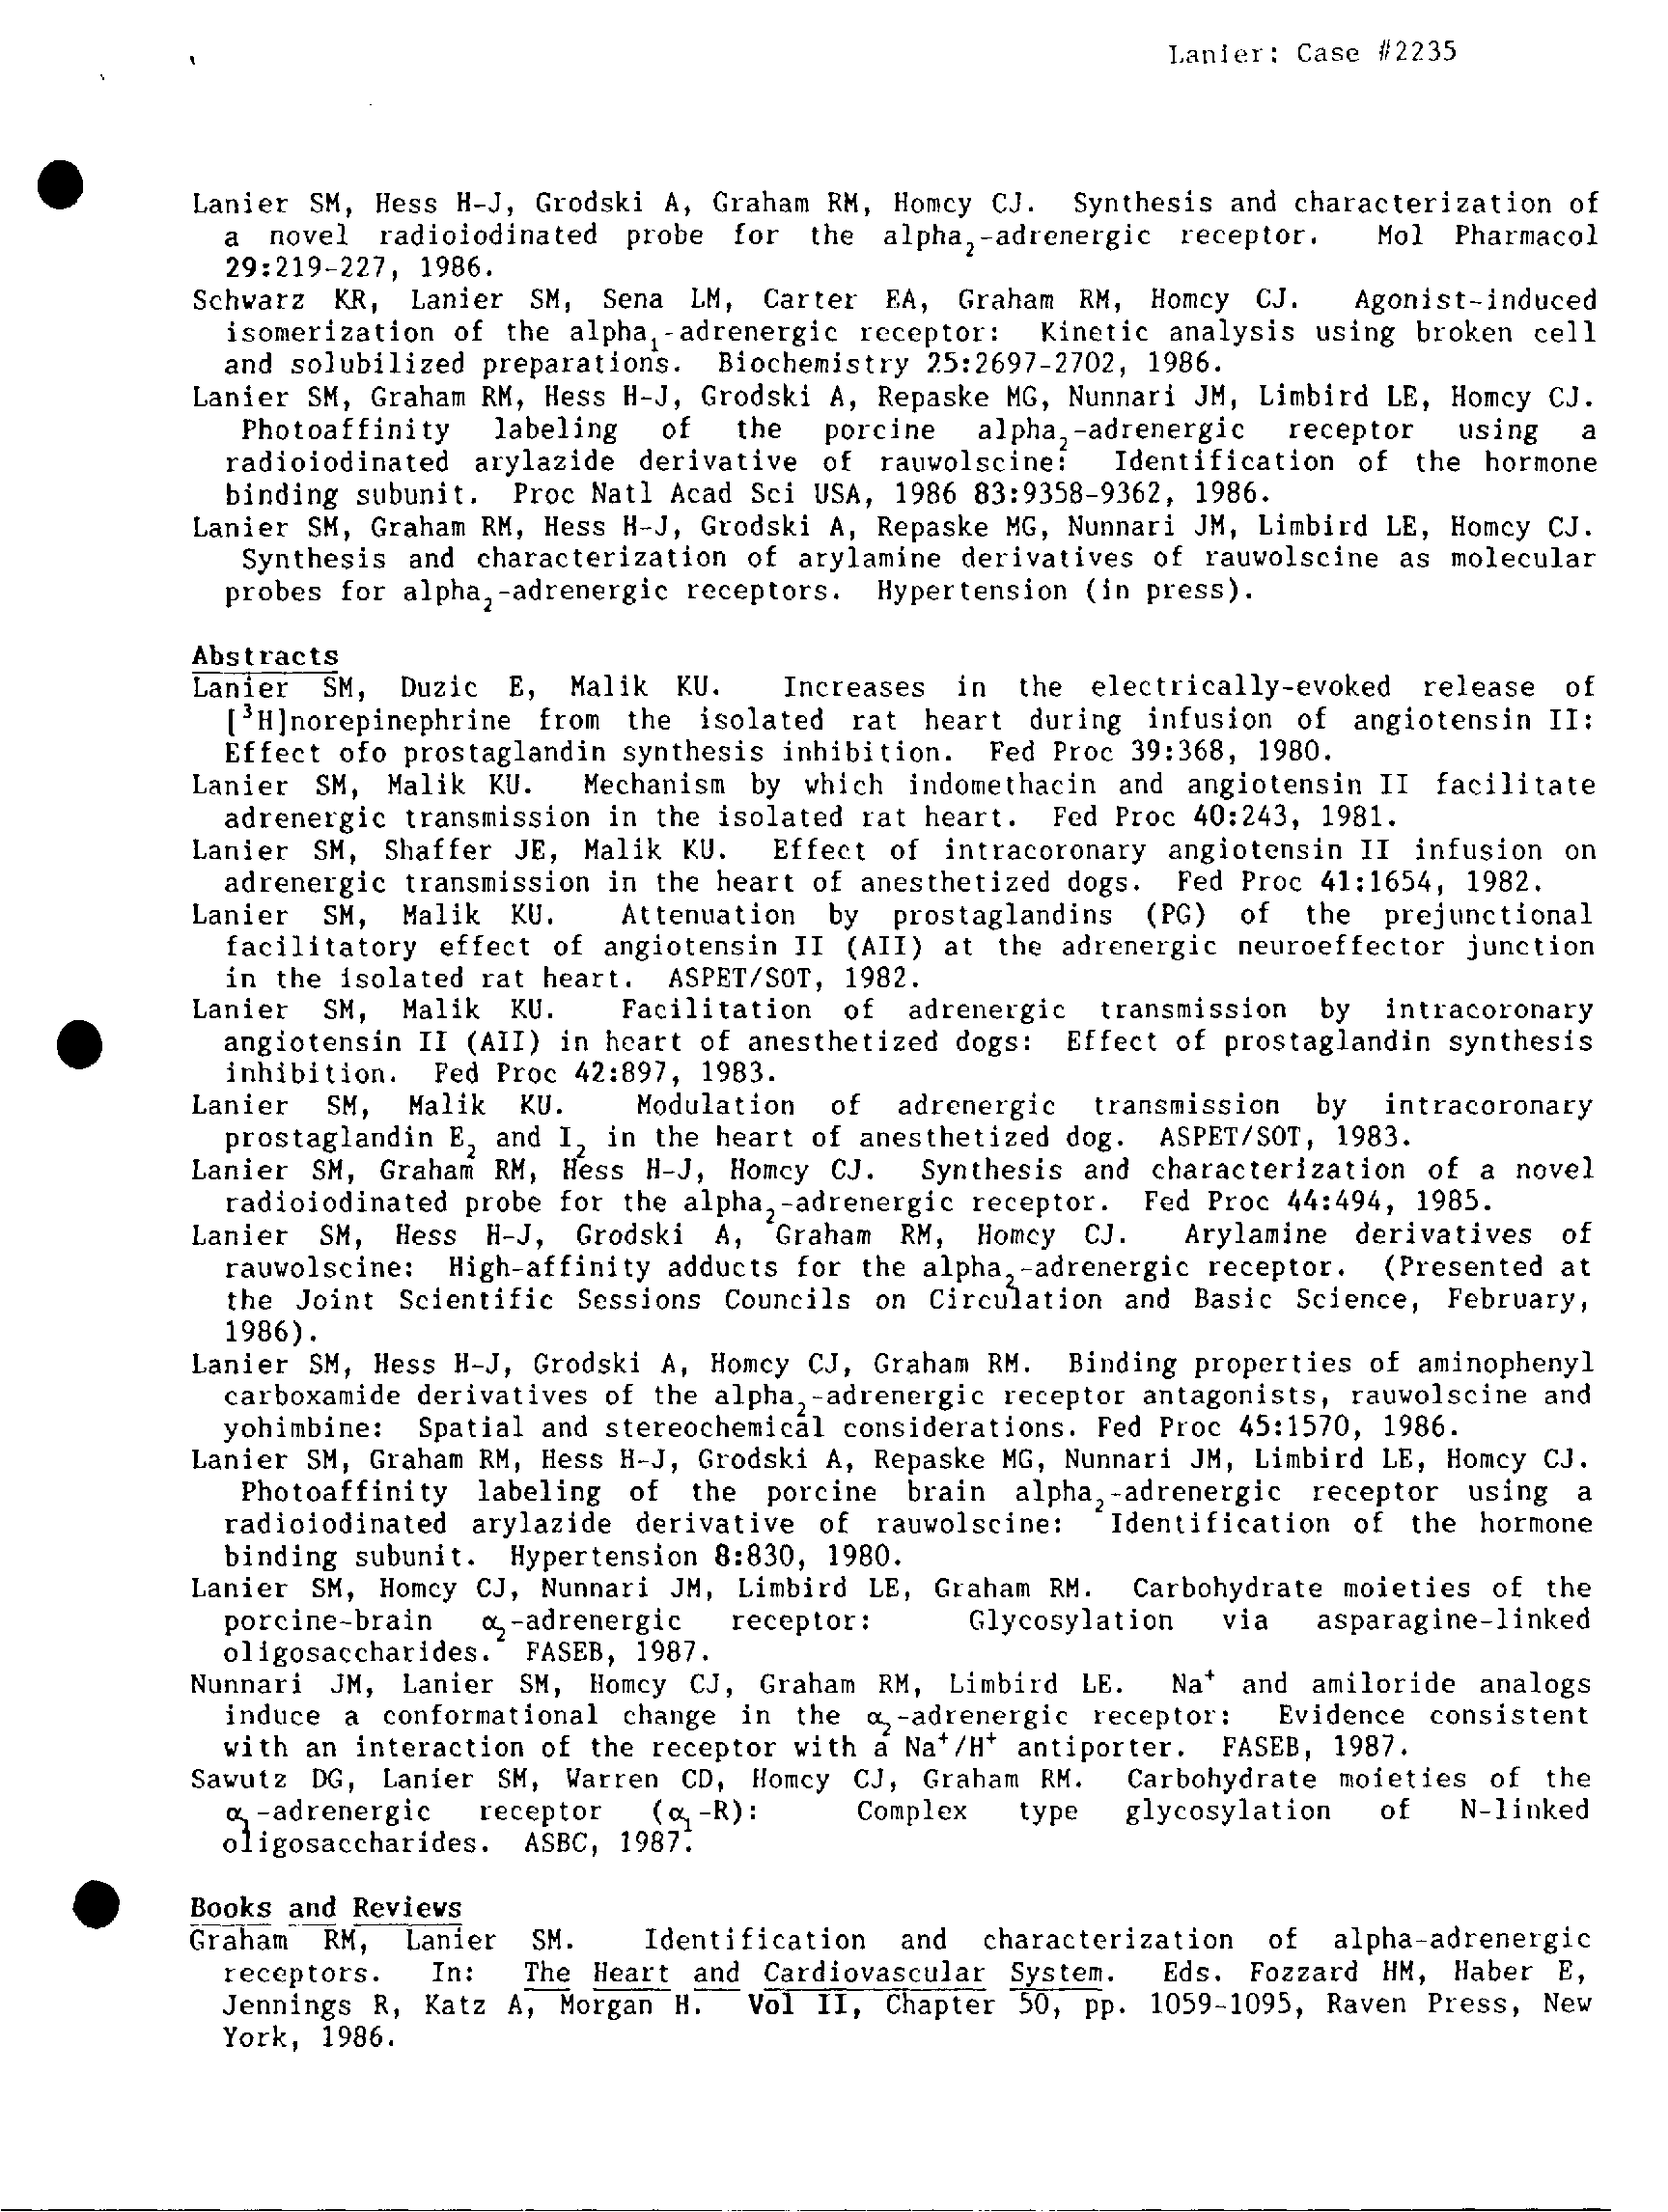 Lanier: Case #2235
Lanier SM, Hess H-J, Grodski A, Graham RM, Homcy CJ. Synthesis and characterization of
a novel radioiodinated probe for the alpha₂-adrenergic receptor. Mol Pharmacol
29:219-227, 1986.
Schwarz KR, Lanier SM, Sena LM, Carter EA, Graham RM, Homcy CJ. Agonist-induced
isomerization of the alpha₁-adrenergic receptor: Kinetic analysis using broken cell
and solubilized preparations. Biochemistry 25:2697-2702, 1986.
Lanier SM, Graham RM, Hess H-J, Grodski A, Repaske MG, Nunnari JM, Limbird LE, Homcy CJ.
Photoaffinity labeling of the porcine alpha₂-adrenergic receptor using a
radioiodinated arylazide derivative of rauwolscine: Identification of the hormone
binding subunit. Proc Natl Acad Sci USA, 1986 83:9358-9362, 1986.
Lanier SM, Graham RM, Hess H-J, Grodski A, Repaske MG, Nunnari JM, Limbird LE, Homcy CJ.
Synthesis and characterization of arylamine derivatives of rauwolscine as molecular
probes for alpha₂-adrenergic receptors. Hypertension (in press).
Abstracts
Lanier SM, Duzic E, Malik KU. Increases in the electrically-evoked release of
[³H]norepinephrine from the isolated rat heart during infusion of angiotensin II:
Effect ofo prostaglandin synthesis inhibition. Fed Proc 39:368, 1980.
Lanier SM, Malik KU. Mechanism by which indomethacin and angiotensin II facilitate
adrenergic transmission in the isolated rat heart. Fed Proc 40:243, 1981.
Lanier SM, Shaffer JE, Malik KU. Effect of intracoronary angiotensin II infusion on
adrenergic transmission in the heart of anesthetized dogs. Fed Proc 41:1654, 1982.
Lanier SM, Malik KU. Attenuation by prostaglandins (PG) of the prejunctional
facilitatory effect of angiotensin II (AII) at the adrenergic neuroeffector junction
in the isolated rat heart. ASPET/SOT, 1982.
Lanier SM, Malik KU. Facilitation of adrenergic transmission by intracoronary
angiotensin II (AII) in heart of anesthetized dogs: Effect of prostaglandin synthesis
inhibition. Fed Proc 42:897, 1983.
Lanier SM, Malik KU. Modulation of adrenergic transmission by intracoronary
prostaglandin E₂ and I₂ in the heart of anesthetized dog. ASPET/SOT, 1983.
Lanier SM, Graham RM, Hess H-J, Homcy CJ. Synthesis and characterization of a novel
radioiodinated probe for the alpha₂-adrenergic receptor. Fed Proc 44:494, 1985.
Lanier SM, Hess H-J, Grodski A, Graham RM, Homcy CJ. Arylamine derivatives of
rauwolscine: High-affinity adducts for the alpha₂-adrenergic receptor. (Presented at
the Joint Scientific Sessions Councils on Circulation and Basic Science, February,
1986).
Lanier SM, Hess H-J, Grodski A, Homcy CJ, Graham RM. Binding properties of aminophenyl
carboxamide derivatives of the alpha₂-adrenergic receptor antagonists, rauwolscine and
yohimbine: Spatial and stereochemical considerations. Fed Proc 45:1570, 1986.
Lanier SM, Graham RM, Hess H-J, Grodski A, Repaske MG, Nunnari JM, Limbird LE, Homcy CJ.
Photoaffinity labeling of the porcine brain alpha₂-adrenergic receptor using a
radioiodinated arylazide derivative of rauwolscine: Identification of the hormone
binding subunit. Hypertension 8:830, 1980.
Lanier SM, Homcy CJ, Nunnari JM, Limbird LE, Graham RM. Carbohydrate moieties of the
porcine-brain α₂-adrenergic receptor: Glycosylation via asparagine-linked
oligosaccharides. FASEB, 1987.
Nunnari JM, Lanier SM, Homcy CJ, Graham RM, Limbird LE. Na⁺ and amiloride analogs
induce a conformational change in the α₂-adrenergic receptor: Evidence consistent
with an interaction of the receptor with a Na⁺/H⁺ antiporter. FASEB, 1987.
Sawutz DG, Lanier SM, Warren CD, Homcy CJ, Graham RM. Carbohydrate moieties of the
α₁-adrenergic receptor (α₁-R): Complex type glycosylation of N-linked
oligosaccharides. ASBC, 1987.
Books and Reviews
Graham RM, Lanier SM. Identification and characterization of alpha-adrenergic
receptors. In: The Heart and Cardiovascular System. Eds. Fozzard HM, Haber E,
Jennings R, Katz A, Morgan H. Vol II, Chapter 50, pp. 1059-1095, Raven Press, New
York, 1986.